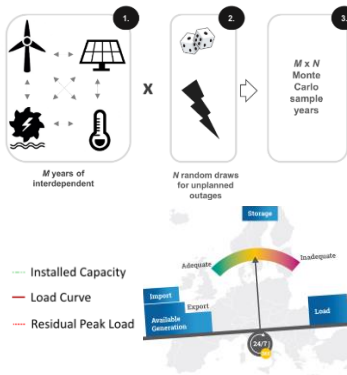 1.
2.
3.
X
M x N
Monte
Carlo
sample
years
M years of
interdependent
N random draws
for unplanned
outages
Storage
Adequate
Inadequate
Import
Export
Available
Generation
Load
24/7
Installed Capacity
Load Curve
Residual Peak Load